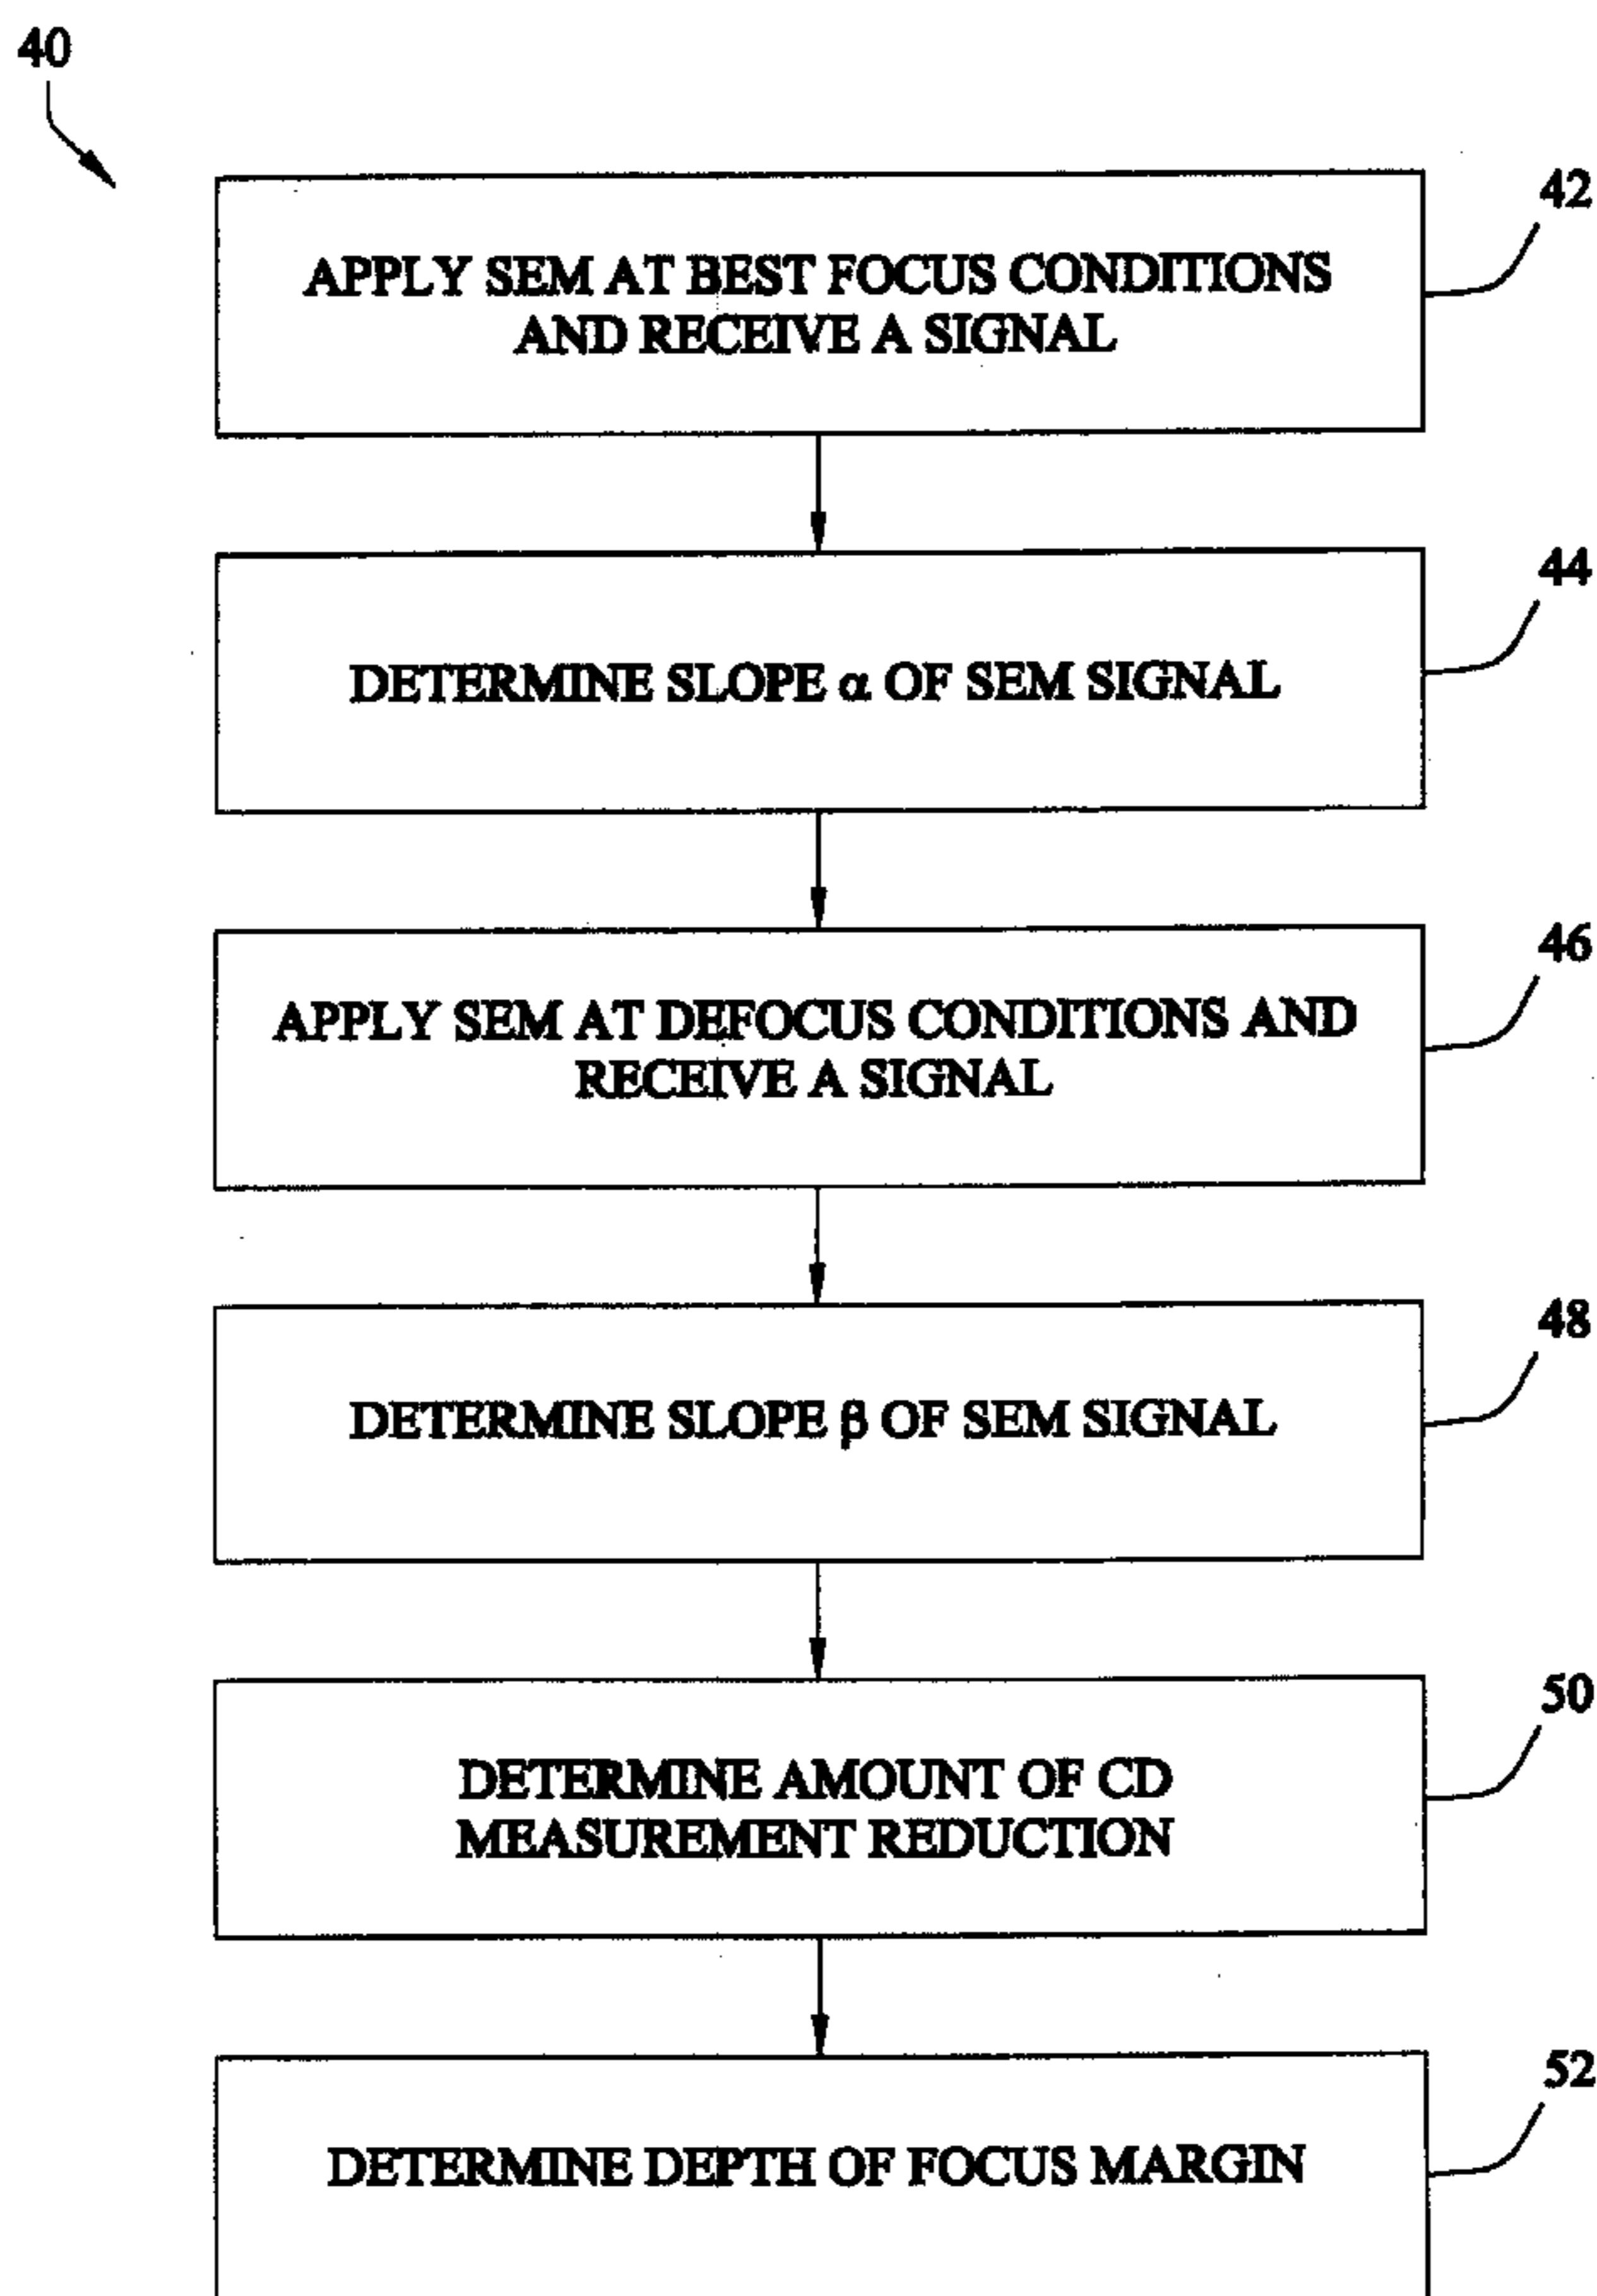 40
42
APPLY SEM AT BEST FOCUS CONDITIONS
AND RECEIVE A SIGNAL
44
DETERMINE SLOPE α OF SEM SIGNAL
46
APPLY SEM AT DEFOCUS CONDITIONS AND
RECEIVE A SIGNAL
48
DETERMINE SLOPE β OF SEM SIGNAL
50
DETERMINE AMOUNT OF CD
MEASUREMENT REDUCTION
52
DETERMINE DEPTH OF FOCUS MARGIN